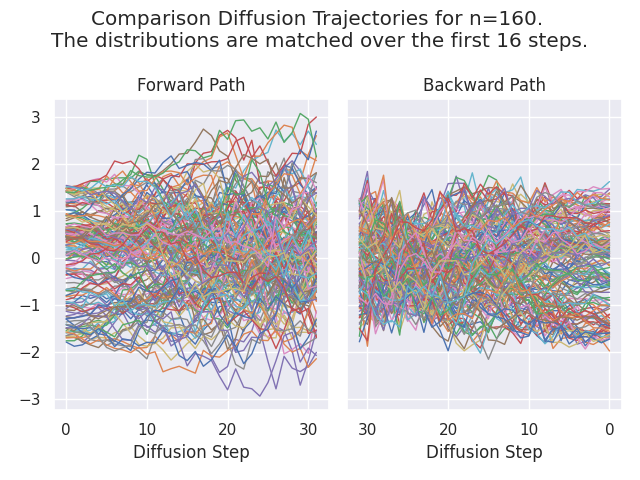 Comparison Diffusion Trajectories for n=160.
The distributions are matched over the first 16 steps.
Forward Path
Backward Path
3
2
1
0
−1
−2
−3
0 10 20 30
30 20 10 0
Diffusion Step
Diffusion Step